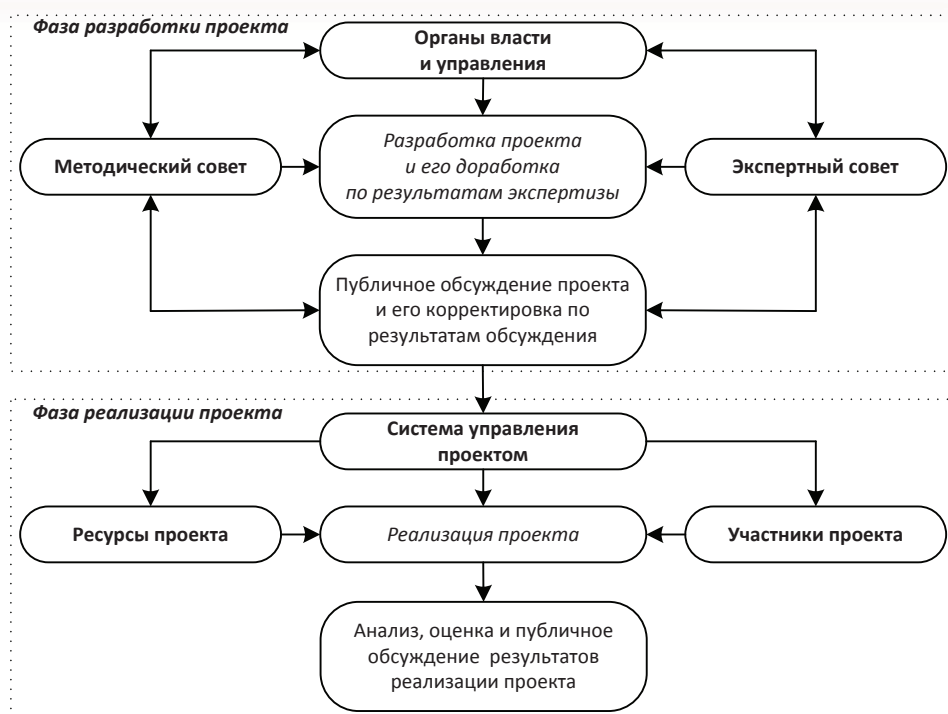 Фаза разработки проекта
Органы власти
и управления
Методический совет
Разработка проекта
и его доработка
по результатам экспертизы
Экспертный совет
Публичное обсуждение проекта
и его корректировка по
результатам обсуждения
Фаза реализации проекта
Система управления
проектом
Ресурсы проекта
Реализация проекта
Участники проекта
Анализ, оценка и публичное
обсуждение результатов
реализации проекта